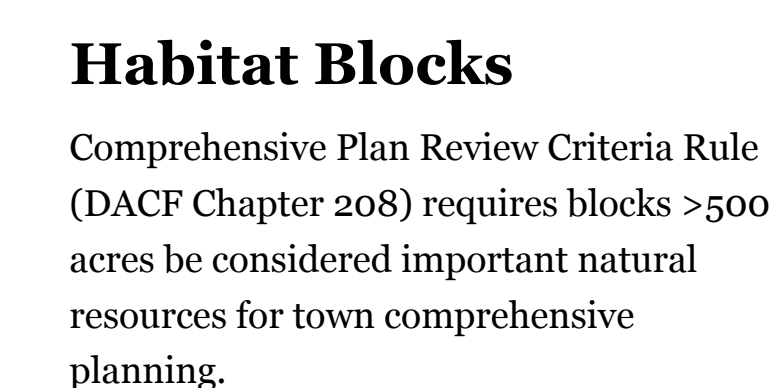 Habitat Blocks
Comprehensive Plan Review Criteria Rule
(DACF Chapter 208) requires blocks >500
acres be considered important natural
resources for town comprehensive
planning.